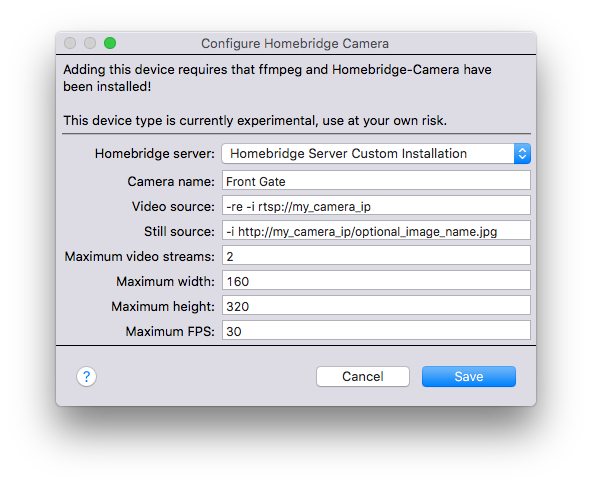 Configure Homebridge Camera
Adding this device requires that ffmpeg and Homebridge-Camera have
been installed!
This device type is currently experimental, use at your own risk.
Homebridge server: Homebridge Server Custom Installation
Camera name: Front Gate
Video source: -re -i rtsp://my_camera_ip
Still source: -i http://my_camera_ip/optional_image_name.jpg
Maximum video streams: 2
Maximum width: 160
Maximum height: 320
Maximum FPS: 30
? Cancel Save